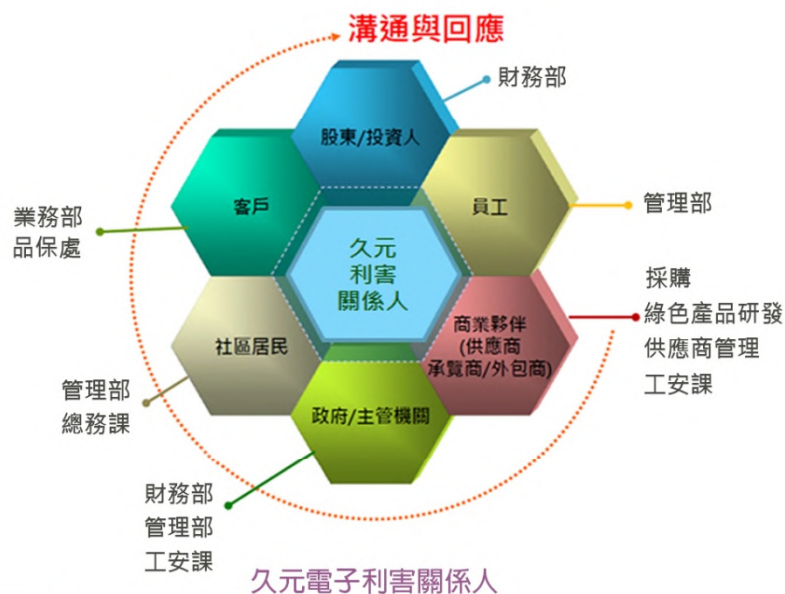 溝通與回應
財務部
股東/投資人
客戶
員工
管理部
業務部
品保處
久元
利害
關係人
採購
綠色產品研發
供應商管理
工安課
商業夥伴
(供應商
承覽商/外包商)
社區居民
管理部
總務課
政府/主管機關
財務部
管理部
工安課
久元電子利害關係人